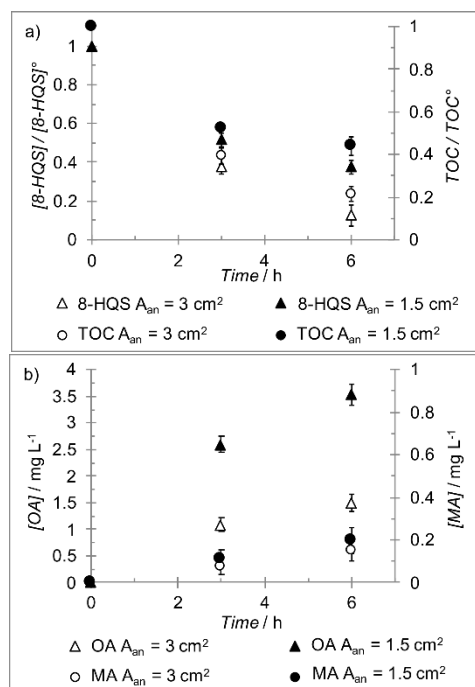 a)
[8-HQS] / [8-HQS]°
1
0.8
0.6
0.4
0.2
0
1
0.8
0.6
0.4
0.2
0
TOC / TOC°
0 2 4 6
Time / h
△ 8-HQS Aan = 3 cm² ▲ 8-HQS Aan = 1.5 cm²
○ TOC Aan = 3 cm² ● TOC Aan = 1.5 cm²
b)
[OA] / mg L-1
4
3.5
3
2.5
2
1.5
1
0.5
0
1
0.8
0.6
0.4
0.2
0
[MA] / mg L-1
0 2 4 6
Time / h
△ OA Aan = 3 cm² ▲ OA Aan = 1.5 cm²
○ MA Aan = 3 cm² ● MA Aan = 1.5 cm²